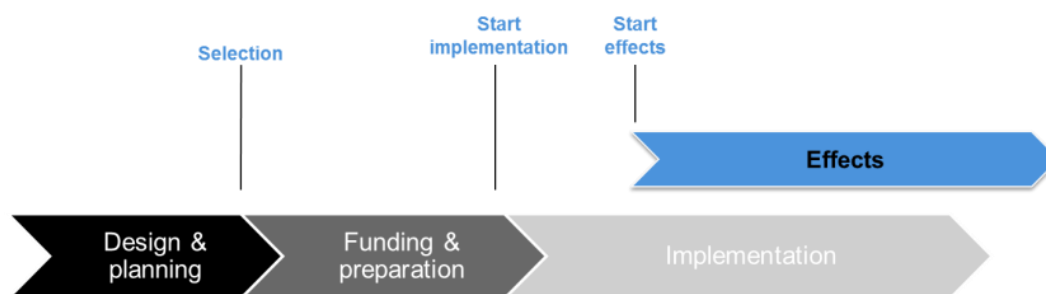 Selection
Start
implementation
Start
effects
Effects
Design &
planning
Funding &
preparation
Implementation